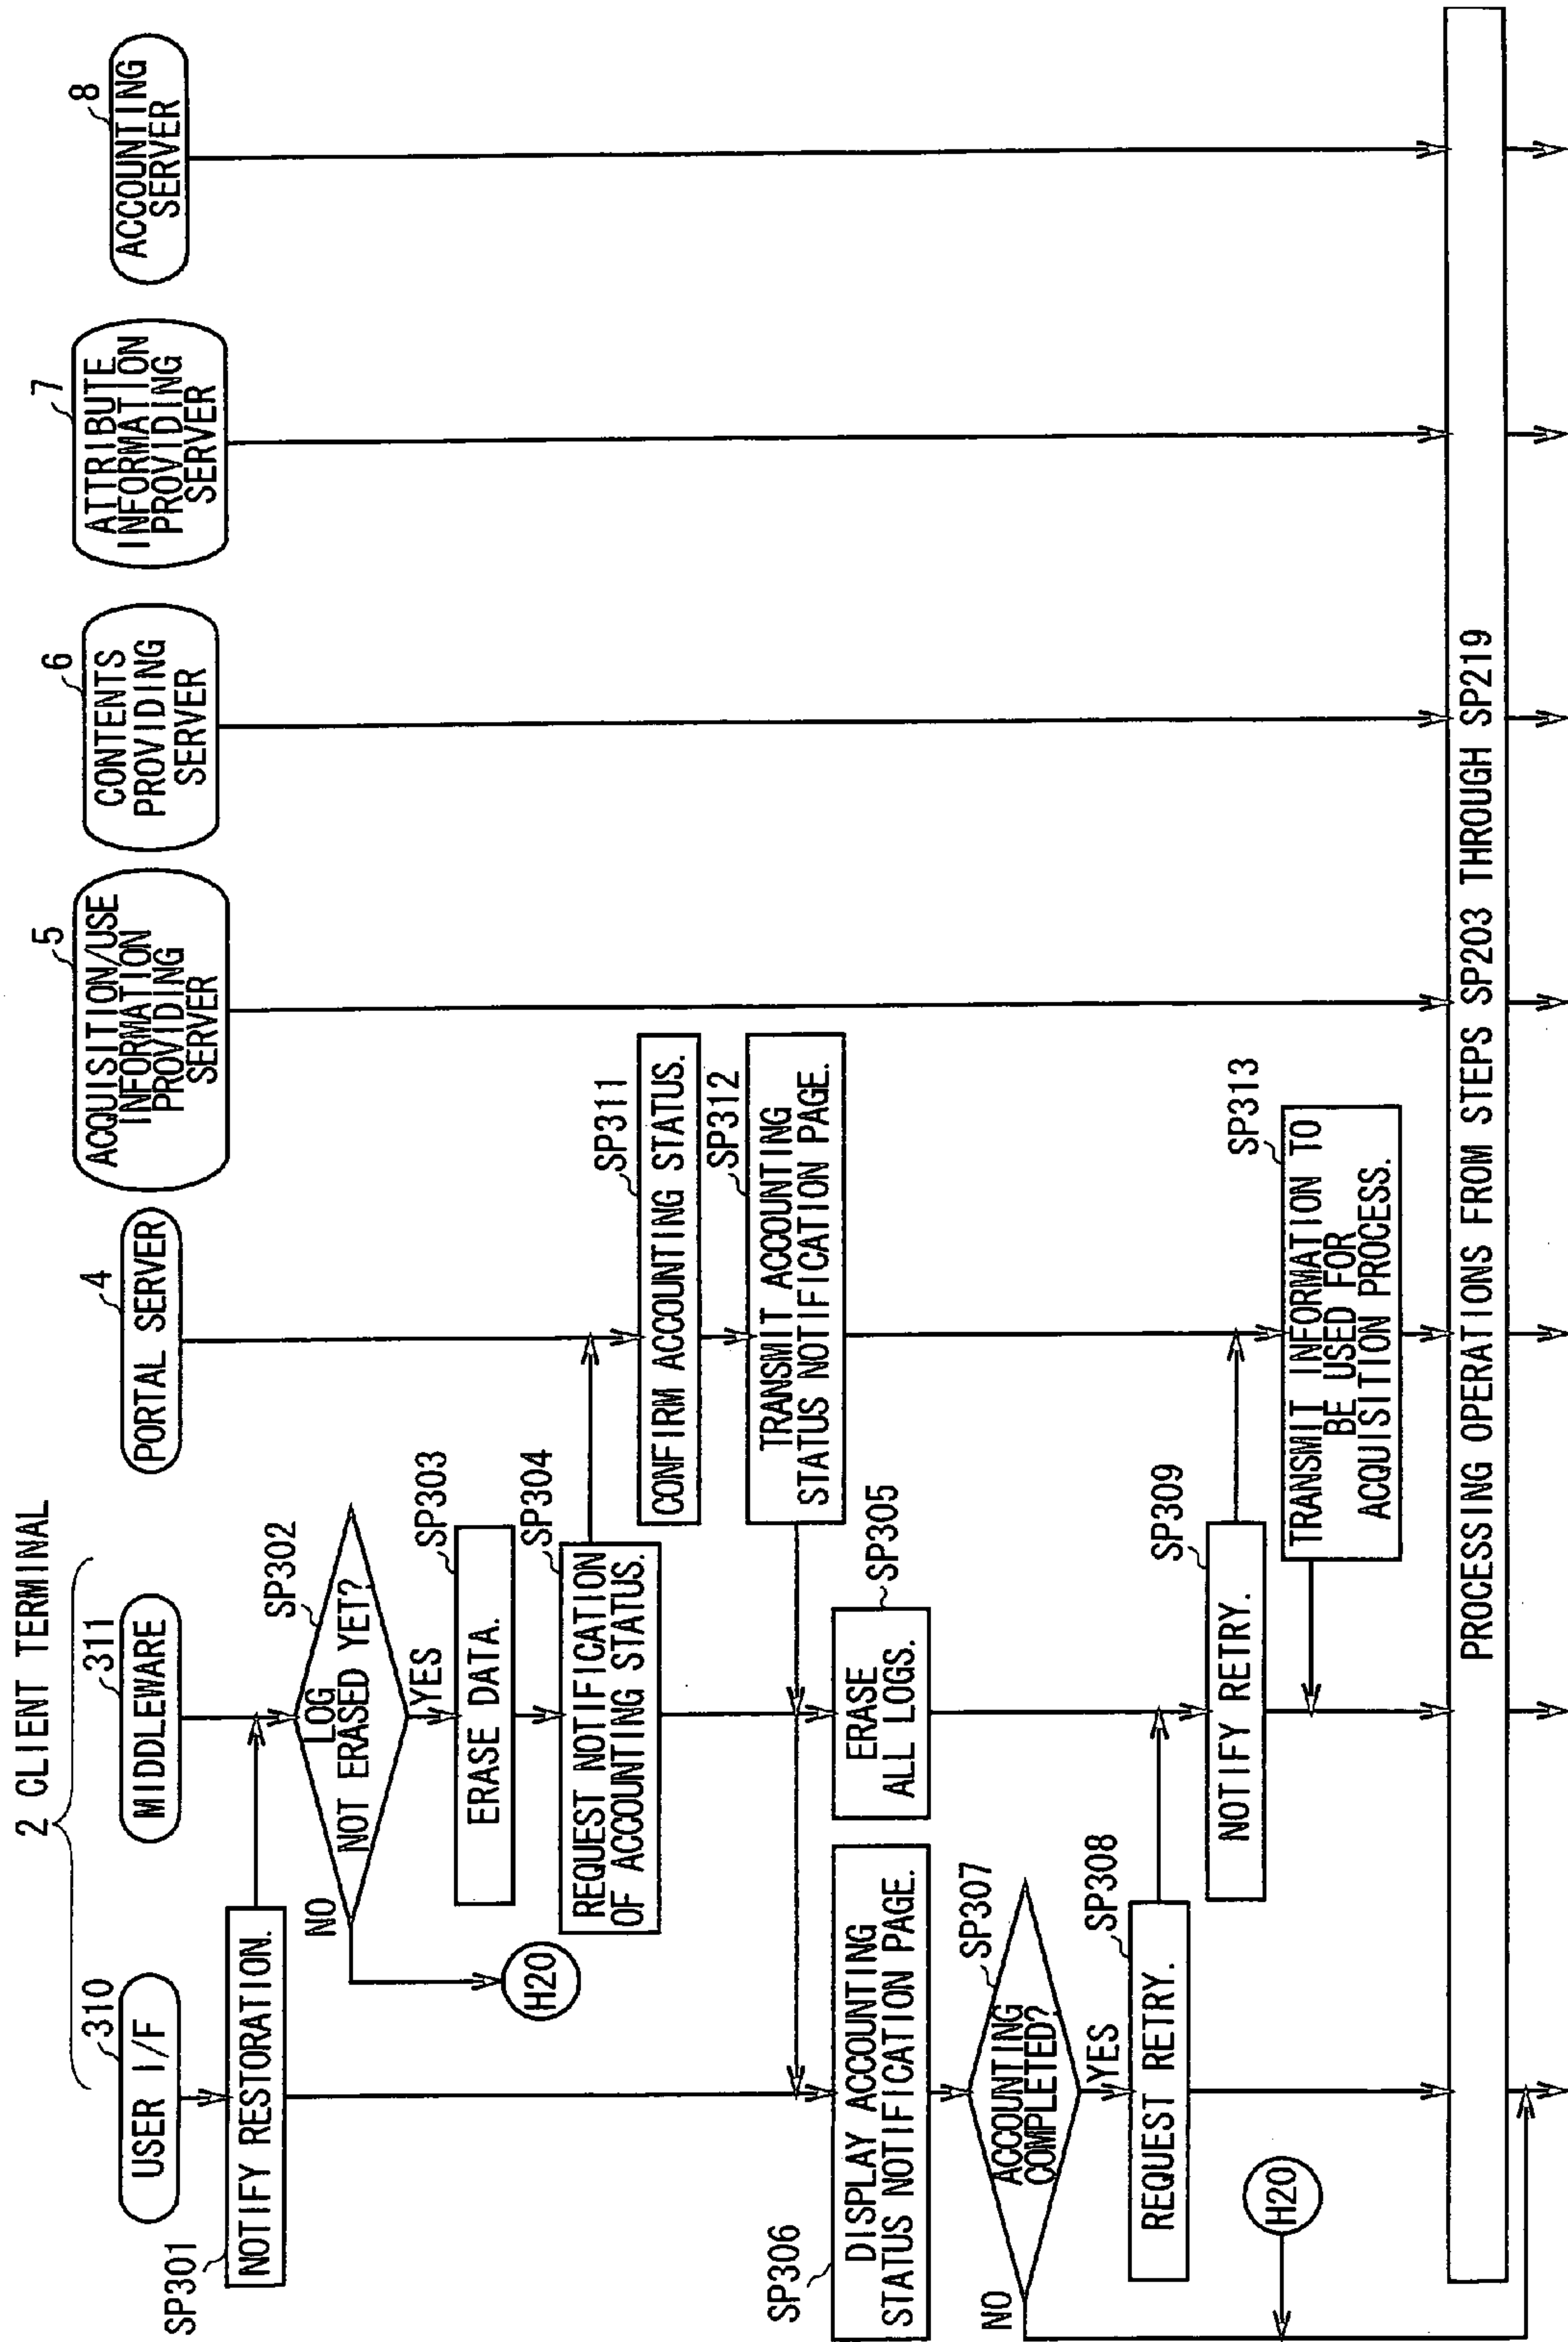 2 CLIENT TERMINAL
310
USER I/F
311
MIDDLEWARE
4
PORTAL SERVER
5
ACQUISITION/USE
INFORMATION
PROVIDING
SERVER
6
CONTENTS
PROVIDING
SERVER
7
ATTRIBUTE
INFORMATION
PROVIDING
SERVER
8
ACCOUNTING
SERVER
SP301
NOTIFY RESTORATION.
SP302
LOG
NOT ERASED YET?
NO
YES
H20
SP303
ERASE DATA.
SP304
REQUEST NOTIFICATION
OF ACCOUNTING STATUS.
SP311
CONFIRM ACCOUNTING STATUS.
SP312
TRANSMIT ACCOUNTING
STATUS NOTIFICATION PAGE.
SP305
ERASE
ALL LOGS.
SP306
DISPLAY ACCOUNTING
STATUS NOTIFICATION PAGE.
SP307
ACCOUNTING
COMPLETED?
NO
YES
SP308
REQUEST RETRY.
SP309
NOTIFY RETRY.
SP313
TRANSMIT INFORMATION TO
BE USED FOR
ACQUISITION PROCESS.
H20
PROCESSING OPERATIONS FROM STEPS SP203 THROUGH SP219